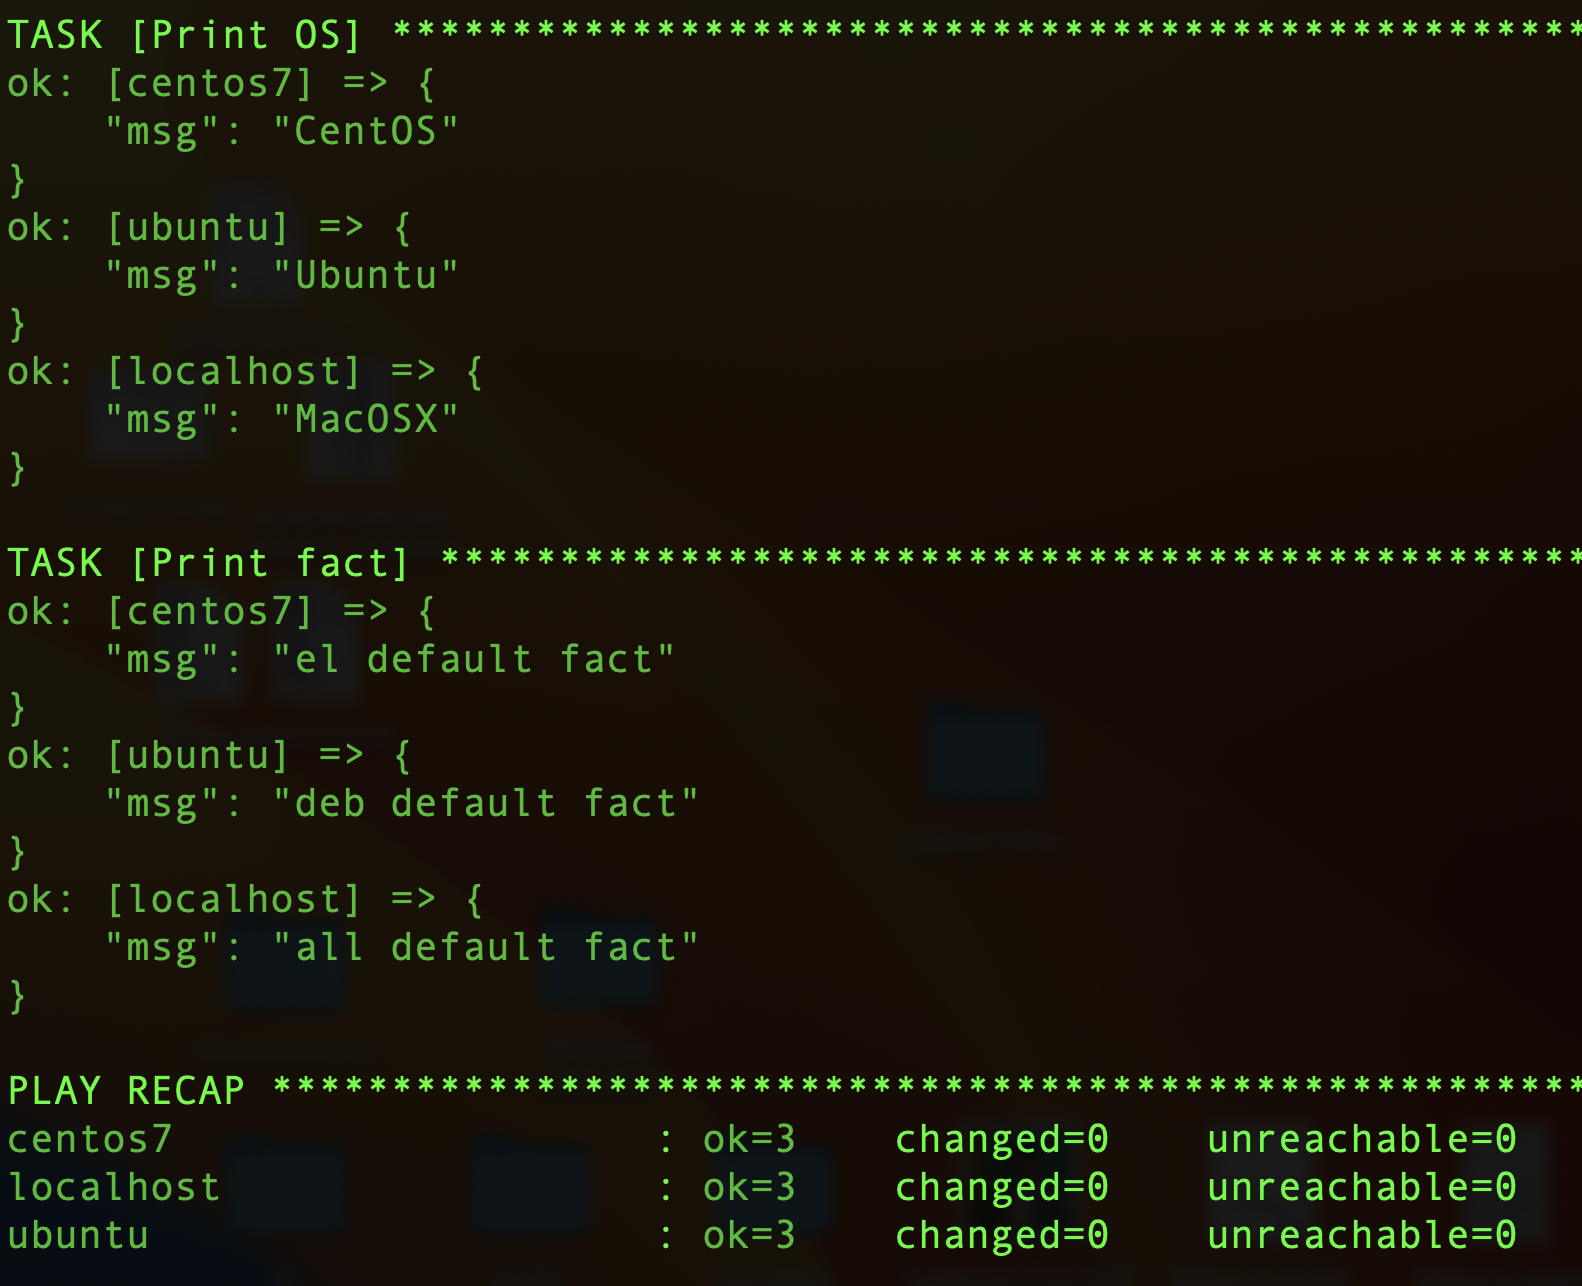 TASK [Print OS] **************************************************
ok: [centos7] => {
    "msg": "CentOS"
}
ok: [ubuntu] => {
    "msg": "Ubuntu"
}
ok: [localhost] => {
    "msg": "MacOSX"
}
TASK [Print fact] ************************************************
ok: [centos7] => {
    "msg": "el default fact"
}
ok: [ubuntu] => {
    "msg": "deb default fact"
}
ok: [localhost] => {
    "msg": "all default fact"
}
PLAY RECAP *******************************************************
centos7                    : ok=3    changed=0    unreachable=0
localhost                  : ok=3    changed=0    unreachable=0
ubuntu                     : ok=3    changed=0    unreachable=0